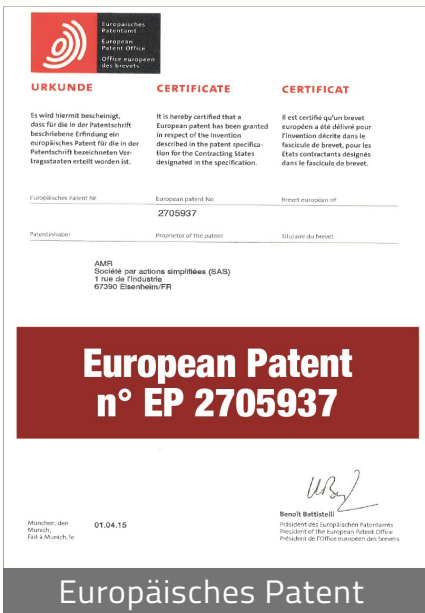 Europäisches
Patentamt
European
Patent Office
Office européen
des brevets
URKUNDE
Es wird hiermit bescheinigt,
dass für die in der Patentschrift
beschriebene Erfindung ein
europäisches Patent für die in der
Patentschrift bezeichneten Ver-
tragsstaaten erteilt worden ist.
CERTIFICATE
It is hereby certified that a
European patent has been granted
in respect of the invention
described in the patent specifica-
tion for the Contracting States
designated in the specification.
CERTIFICAT
Il est certifié qu'un brevet
européen a été délivré pour
l'invention décrite dans le
fascicule de brevet, pour les
Etats contractants désignés
dans le fascicule de brevet.
Europäisches Patent Nr.
European patent No
Brevet européen n°
2705937
Patentinhaber
Proprietor of the patent
Titulaire du brevet
AMR
Société par actions simplifiées (SAS)
1 rue de l'Industrie
67390 Elsenheim/FR
European Patent
n° EP 2705937
Benoît Battistelli
Präsident des Europäischen Patentamts
President of the European Patent Office
Président de l'Office européen des brevets
München, den
Munich,
Fait à Munich, le
01.04.15
Europäisches Patent